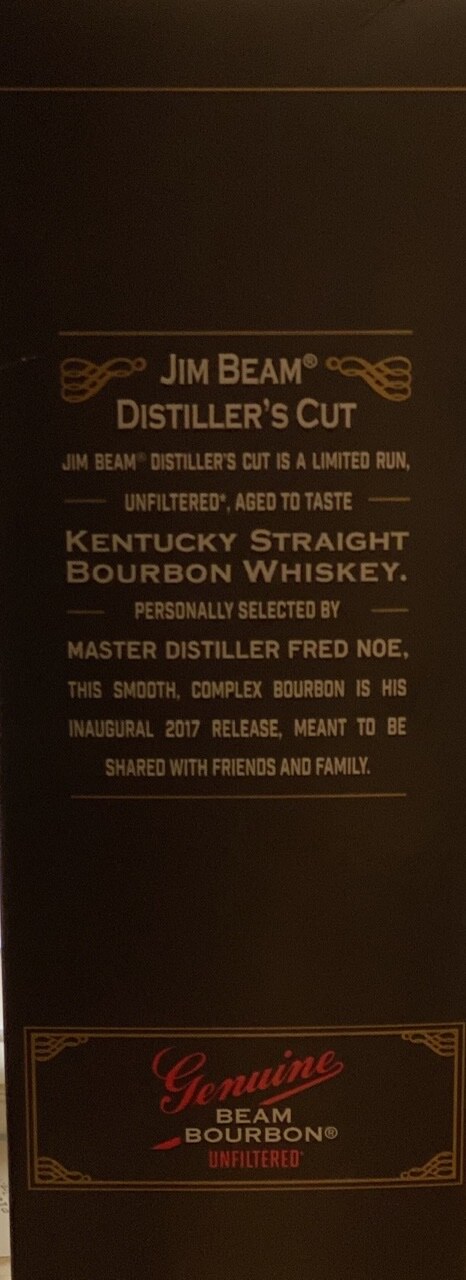 JIM BEAM®
DISTILLER'S CUT
JIM BEAM® DISTILLER'S CUT IS A LIMITED RUN,
UNFILTERED*, AGED TO TASTE
KENTUCKY STRAIGHT
BOURBON WHISKEY.
PERSONALLY SELECTED BY
MASTER DISTILLER FRED NOE,
THIS SMOOTH, COMPLEX BOURBON IS HIS
INAUGURAL 2017 RELEASE, MEANT TO BE
SHARED WITH FRIENDS AND FAMILY.
Genuine
BEAM
BOURBON®
UNFILTERED*